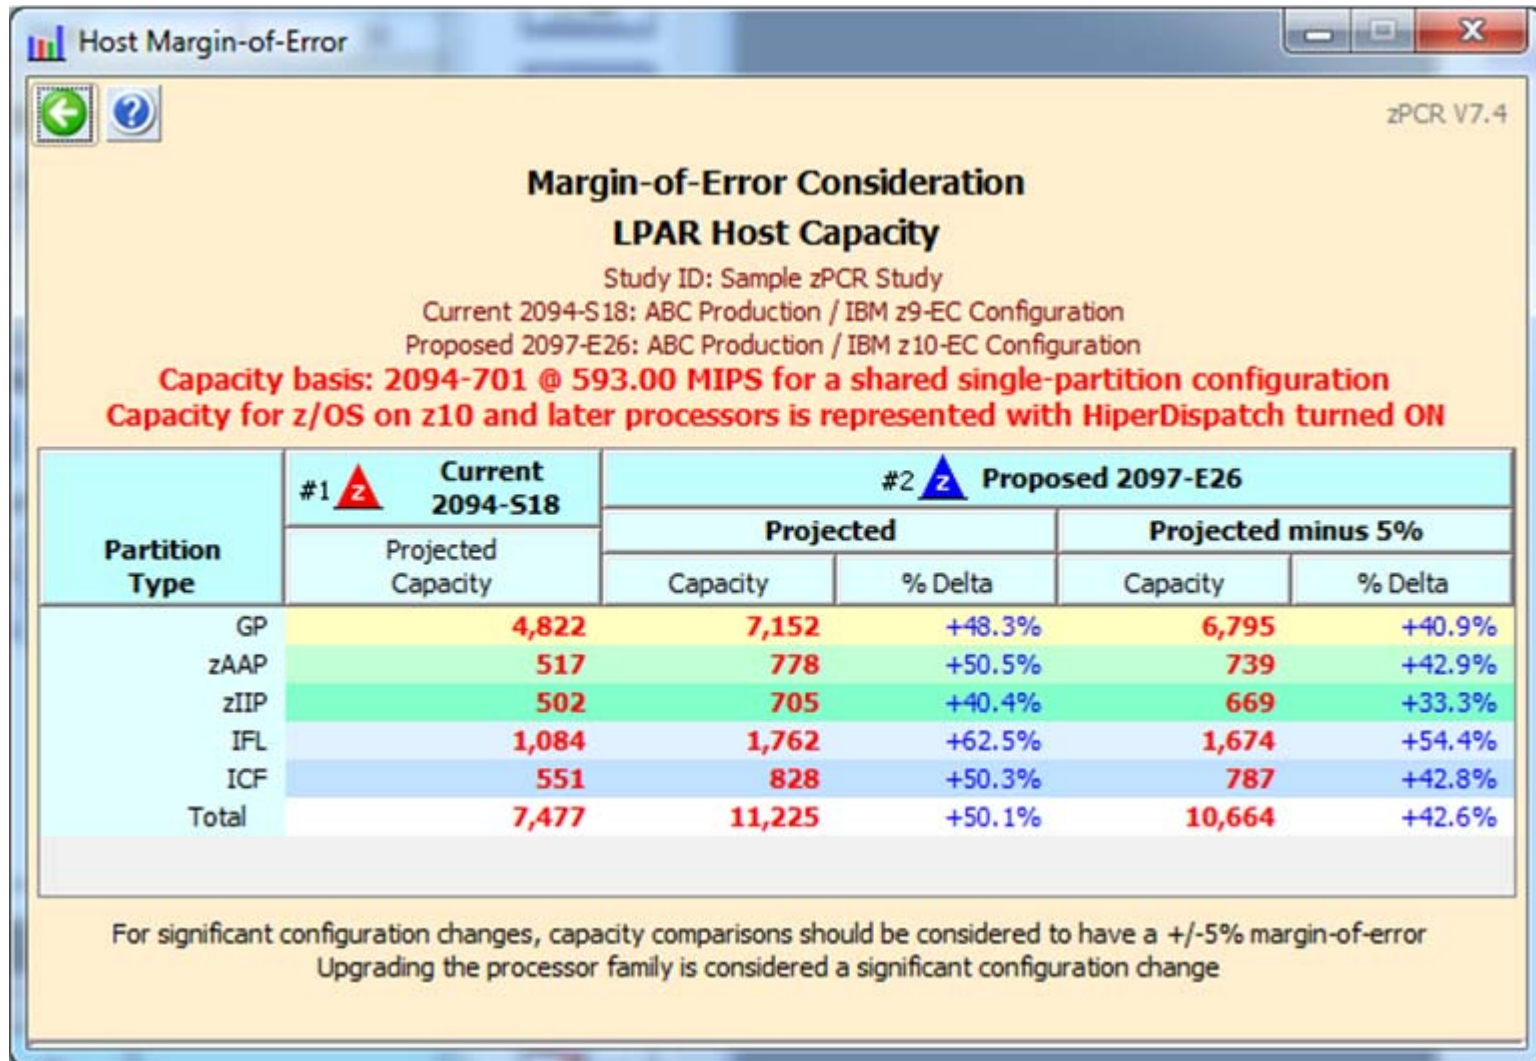 Host Margin-of-Error
zPCR V7.4
Margin-of-Error Consideration
LPAR Host Capacity
Study ID: Sample zPCR Study
Current 2094-S18: ABC Production / IBM z9-EC Configuration
Proposed 2097-E26: ABC Production / IBM z10-EC Configuration
Capacity basis: 2094-701 @ 593.00 MIPS for a shared single-partition configuration
Capacity for z/OS on z10 and later processors is represented with HiperDispatch turned ON
Partition Type
#1 z Current 2094-S18
#2 z Proposed 2097-E26
Projected Capacity
Projected
Projected minus 5%
Capacity % Delta Capacity % Delta
GP 4,822 7,152 +48.3% 6,795 +40.9%
zAAP 517 778 +50.5% 739 +42.9%
zIIP 502 705 +40.4% 669 +33.3%
IFL 1,084 1,762 +62.5% 1,674 +54.4%
ICF 551 828 +50.3% 787 +42.8%
Total 7,477 11,225 +50.1% 10,664 +42.6%
For significant configuration changes, capacity comparisons should be considered to have a +/-5% margin-of-error
Upgrading the processor family is considered a significant configuration change